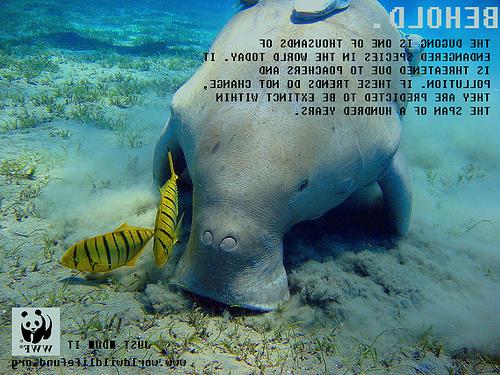 BEHOLD.
THE DUGONG IS ONE OF THOUSANDS OF
ENDANGERED SPECIES IN THE WORLD TODAY. IT
IS THREATENED DUE TO POACHERS AND
POLLUTION. IF THESE TRENDS DO NOT CHANGE,
THEY ARE PREDICTED TO BE EXTINCT WITHIN
THE SPAN OF A HUNDRED YEARS.
JUST IT
WWF
www.worldwildlifefund.org